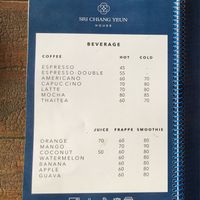 SRI CHIANG YEUN
HOUSE
BEVERAGE
COFFEE HOT COLD
ESPRESSO 45
ESPRESSO DOUBLE 55
AMERICANO 60 70
CAPUCCINO 70 80
LATTE 70 80
MOCHA 80 85
THAITEA 60 70
JUICE FRAPPE SMOOTHIE
ORANGE 70 60 80
MANGO 70 90
COCONUT 50 60 80
WATERMELON 60 80
BANANA 60 80
APPLE 60 80
GUAVA 60 80